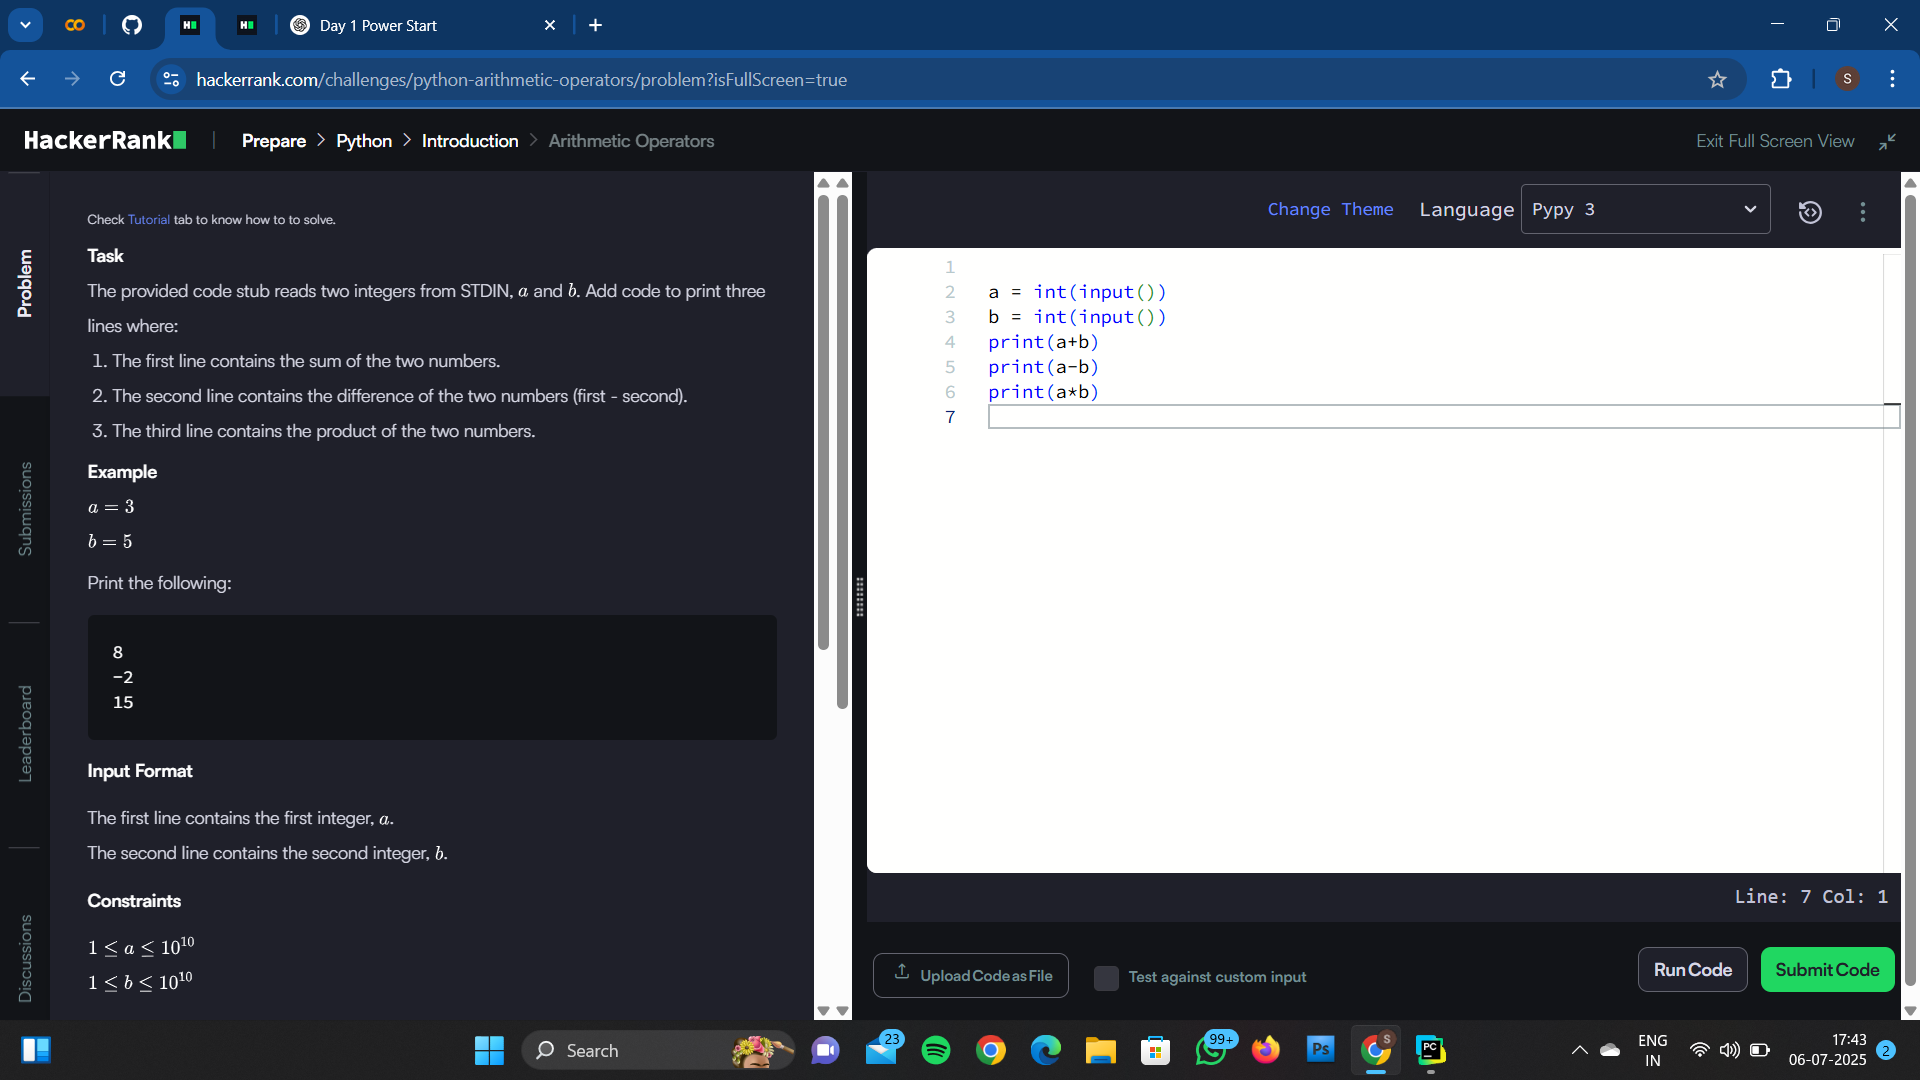 Day 1 Power Start
hackerrank.com/challenges/python-arithmetic-operators/problem?isFullScreen=true
S
HackerRank
Prepare > Python > Introduction > Arithmetic Operators
Exit Full Screen View
Problem
Submissions
Leaderboard
Discussions
Check Tutorial tab to know how to to solve.
Task
The provided code stub reads two integers from STDIN, a and b. Add code to print three
lines where:
1. The first line contains the sum of the two numbers.
2. The second line contains the difference of the two numbers (first - second).
3. The third line contains the product of the two numbers.
Example
a = 3
b = 5
Print the following:
8
-2
15
Input Format
The first line contains the first integer, a.
The second line contains the second integer, b.
Constraints
1 ≤ a ≤ 10^10
1 ≤ b ≤ 10^10
Change Theme Language Pypy 3
1
2 a = int(input())
3 b = int(input())
4 print(a+b)
5 print(a-b)
6 print(a*b)
7
Line: 7 Col: 1
Upload Code as File
Test against custom input
Run Code
Submit Code
Search
23
99+
Ps
S
PC
ENG
IN
17:43
06-07-2025
2